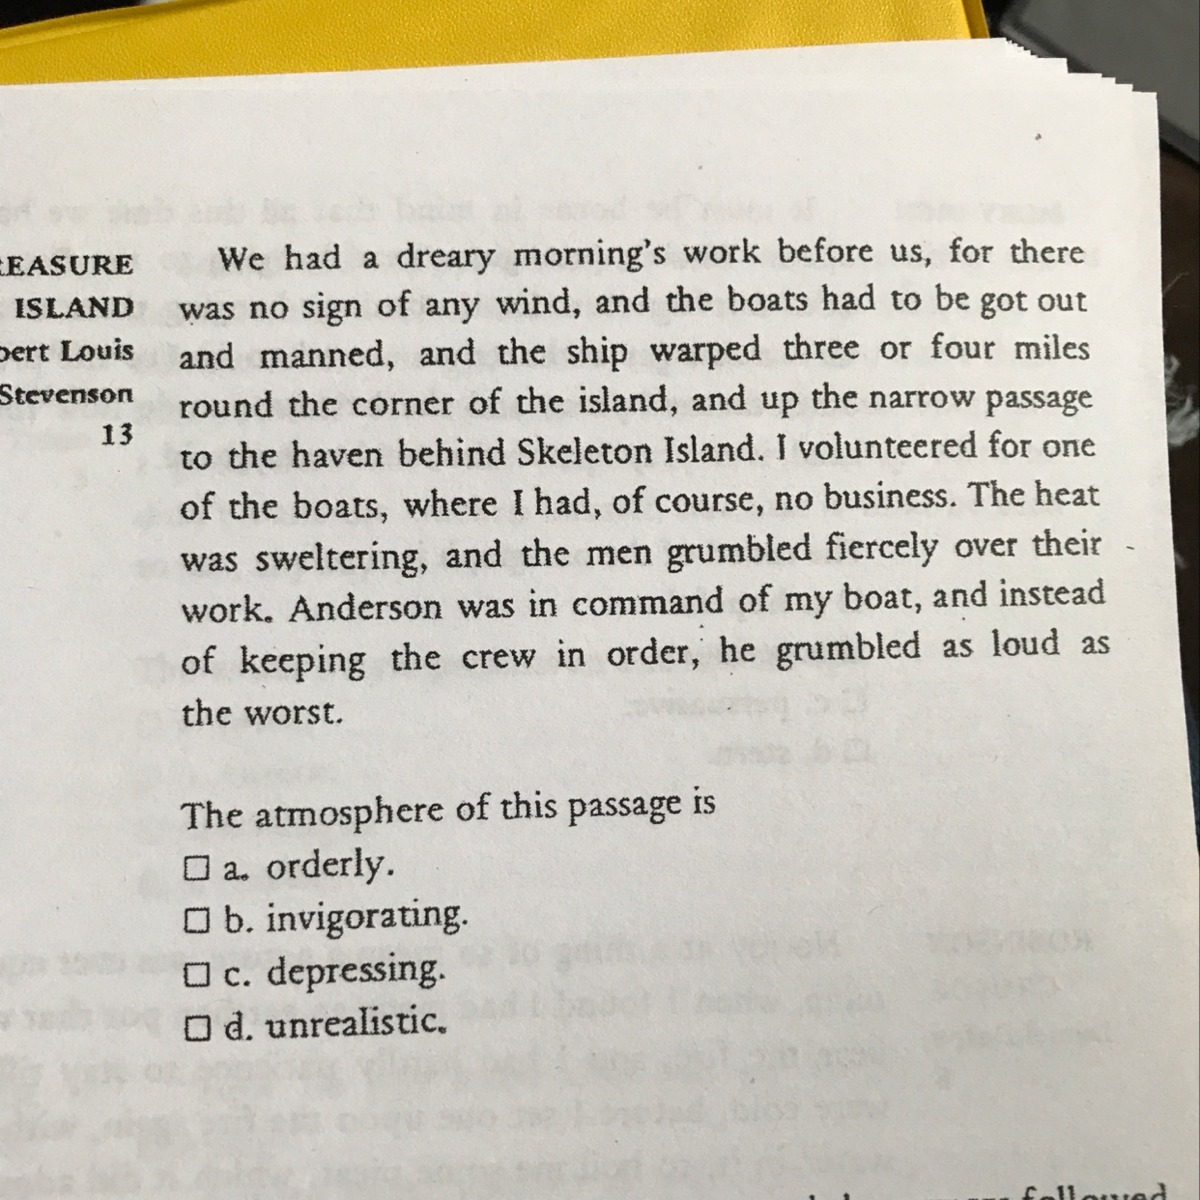 EASURE
ISLAND
bert Louis
Stevenson
13
We had a dreary morning's work before us, for there
was no sign of any wind, and the boats had to be got out
and manned, and the ship warped three or four miles
round the corner of the island, and up the narrow passage
to the haven behind Skeleton Island. I volunteered for one
of the boats, where I had, of course, no business. The heat
was sweltering, and the men grumbled fiercely over their
work. Anderson was in command of my boat, and instead
of keeping the crew in order, he grumbled as loud as
the worst.
The atmosphere of this passage is
☐ a. orderly.
☐ b. invigorating.
☐ c. depressing.
☐ d. unrealistic.
followed